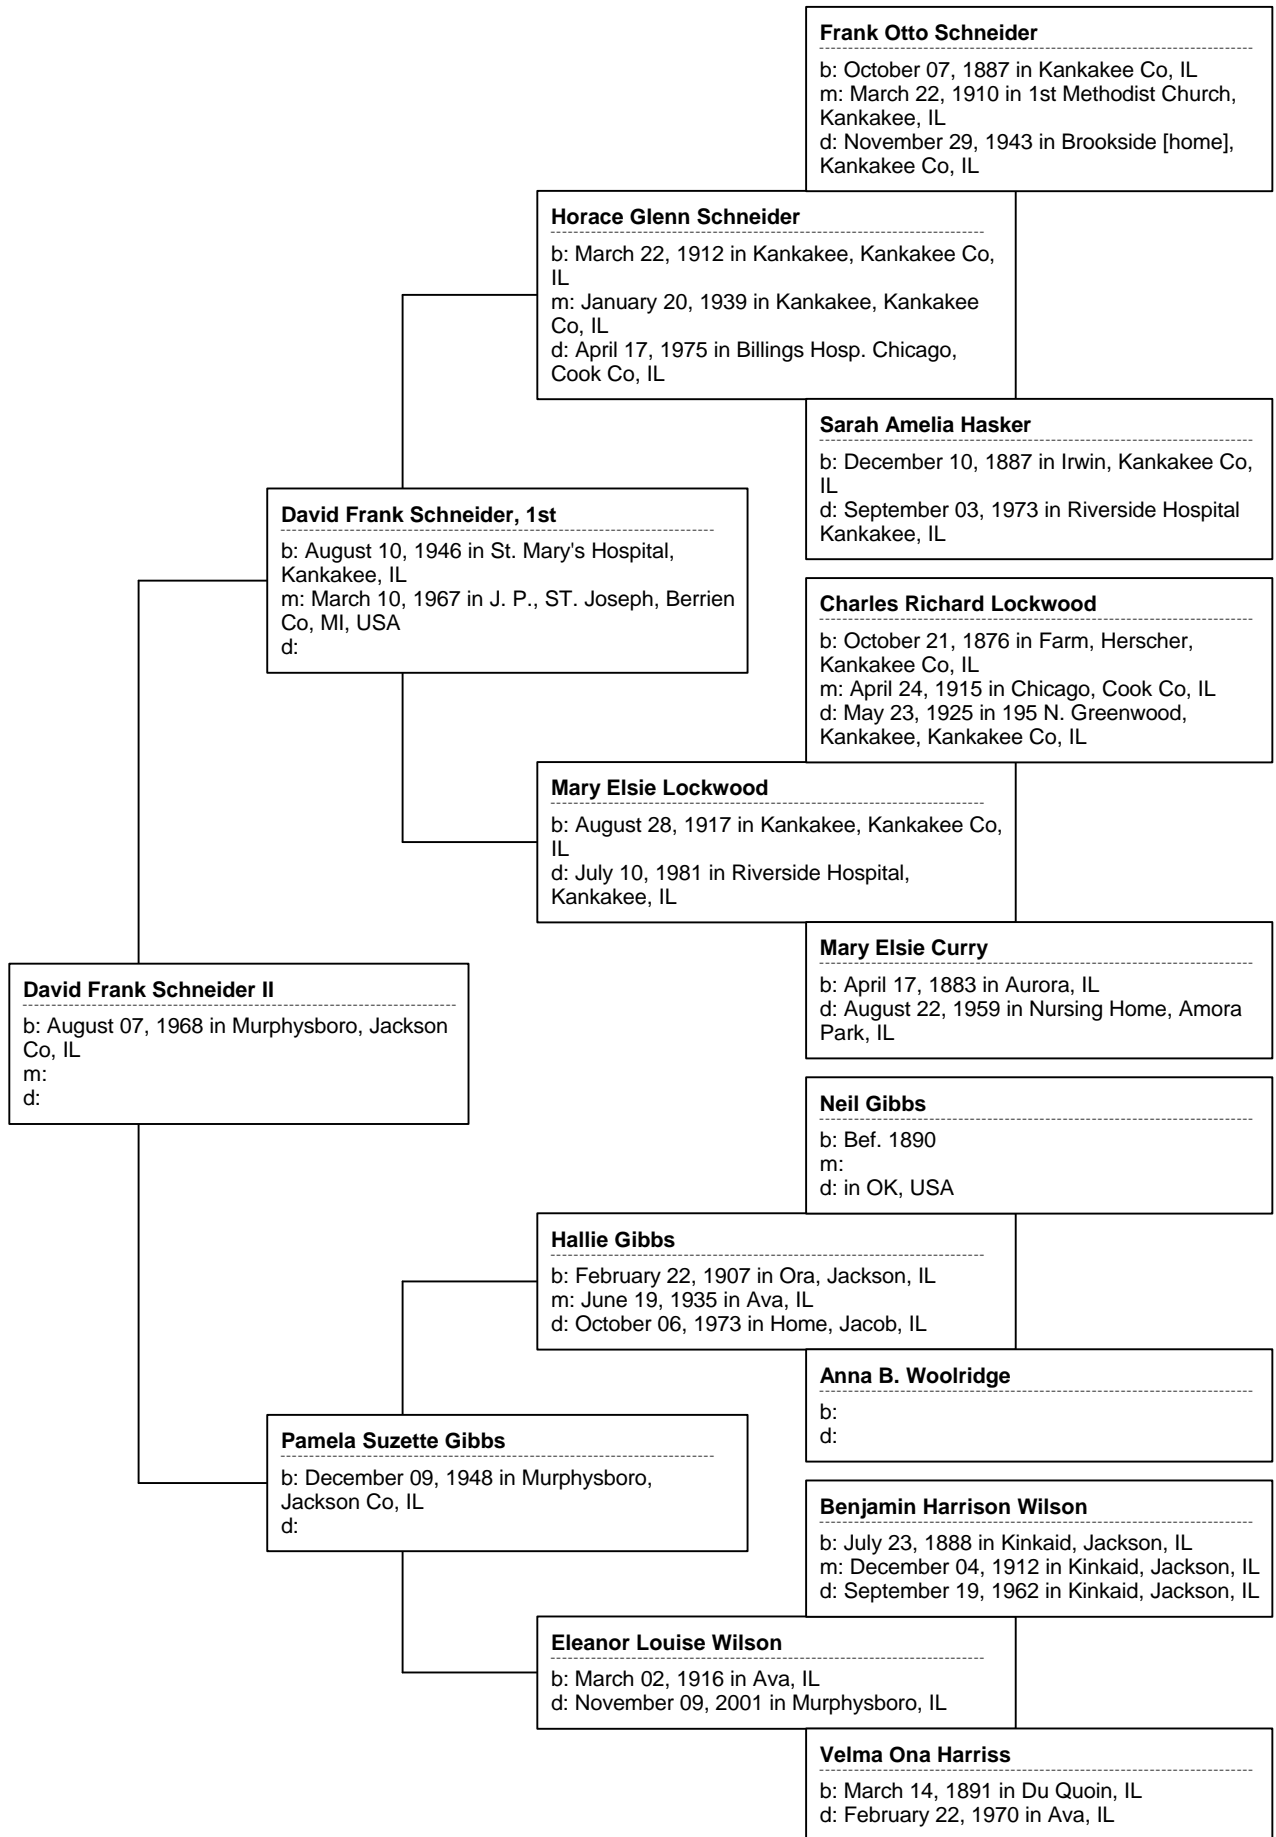 Frank Otto Schneider
b: October 07, 1887 in Kankakee Co, IL
m: March 22, 1910 in 1st Methodist Church,
Kankakee, IL
d: November 29, 1943 in Brookside [home],
Kankakee Co, IL
Horace Glenn Schneider
b: March 22, 1912 in Kankakee, Kankakee Co,
IL
m: January 20, 1939 in Kankakee, Kankakee
Co, IL
d: April 17, 1975 in Billings Hosp. Chicago,
Cook Co, IL
Sarah Amelia Hasker
b: December 10, 1887 in Irwin, Kankakee Co,
IL
d: September 03, 1973 in Riverside Hospital
Kankakee, IL
David Frank Schneider, 1st
b: August 10, 1946 in St. Mary's Hospital,
Kankakee, IL
m: March 10, 1967 in J. P., ST. Joseph, Berrien
Co, MI, USA
d:
Charles Richard Lockwood
b: October 21, 1876 in Farm, Herscher,
Kankakee Co, IL
m: April 24, 1915 in Chicago, Cook Co, IL
d: May 23, 1925 in 195 N. Greenwood,
Kankakee, Kankakee Co, IL
Mary Elsie Lockwood
b: August 28, 1917 in Kankakee, Kankakee Co,
IL
d: July 10, 1981 in Riverside Hospital,
Kankakee, IL
Mary Elsie Curry
b: April 17, 1883 in Aurora, IL
d: August 22, 1959 in Nursing Home, Amora
Park, IL
David Frank Schneider II
b: August 07, 1968 in Murphysboro, Jackson
Co, IL
m:
d:
Neil Gibbs
b: Bef. 1890
m:
d: in OK, USA
Hallie Gibbs
b: February 22, 1907 in Ora, Jackson, IL
m: June 19, 1935 in Ava, IL
d: October 06, 1973 in Home, Jacob, IL
Anna B. Woolridge
b:
d:
Pamela Suzette Gibbs
b: December 09, 1948 in Murphysboro,
Jackson Co, IL
d:
Benjamin Harrison Wilson
b: July 23, 1888 in Kinkaid, Jackson, IL
m: December 04, 1912 in Kinkaid, Jackson, IL
d: September 19, 1962 in Kinkaid, Jackson, IL
Eleanor Louise Wilson
b: March 02, 1916 in Ava, IL
d: November 09, 2001 in Murphysboro, IL
Velma Ona Harriss
b: March 14, 1891 in Du Quoin, IL
d: February 22, 1970 in Ava, IL